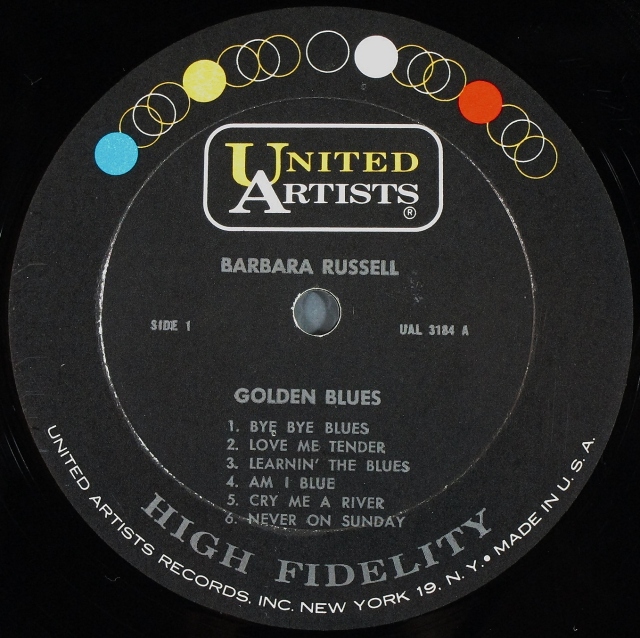 UNITED
ARTISTS®
BARBARA RUSSELL
SIDE 1
UAL 3184 A
GOLDEN BLUES
1. BYE BYE BLUES
2. LOVE ME TENDER
3. LEARNIN' THE BLUES
4. AM I BLUE
5. CRY ME A RIVER
6. NEVER ON SUNDAY
HIGH FIDELITY
UNITED ARTISTS RECORDS, INC. NEW YORK 19, N.Y. • MADE IN U.S.A.